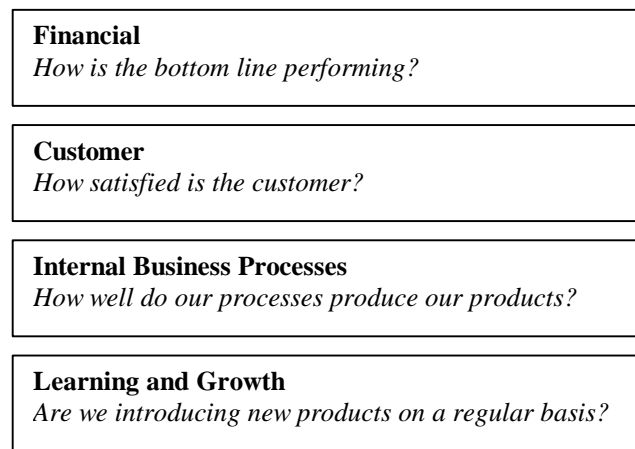 Financial
How is the bottom line performing?
Customer
How satisfied is the customer?
Internal Business Processes
How well do our processes produce our products?
Learning and Growth
Are we introducing new products on a regular basis?